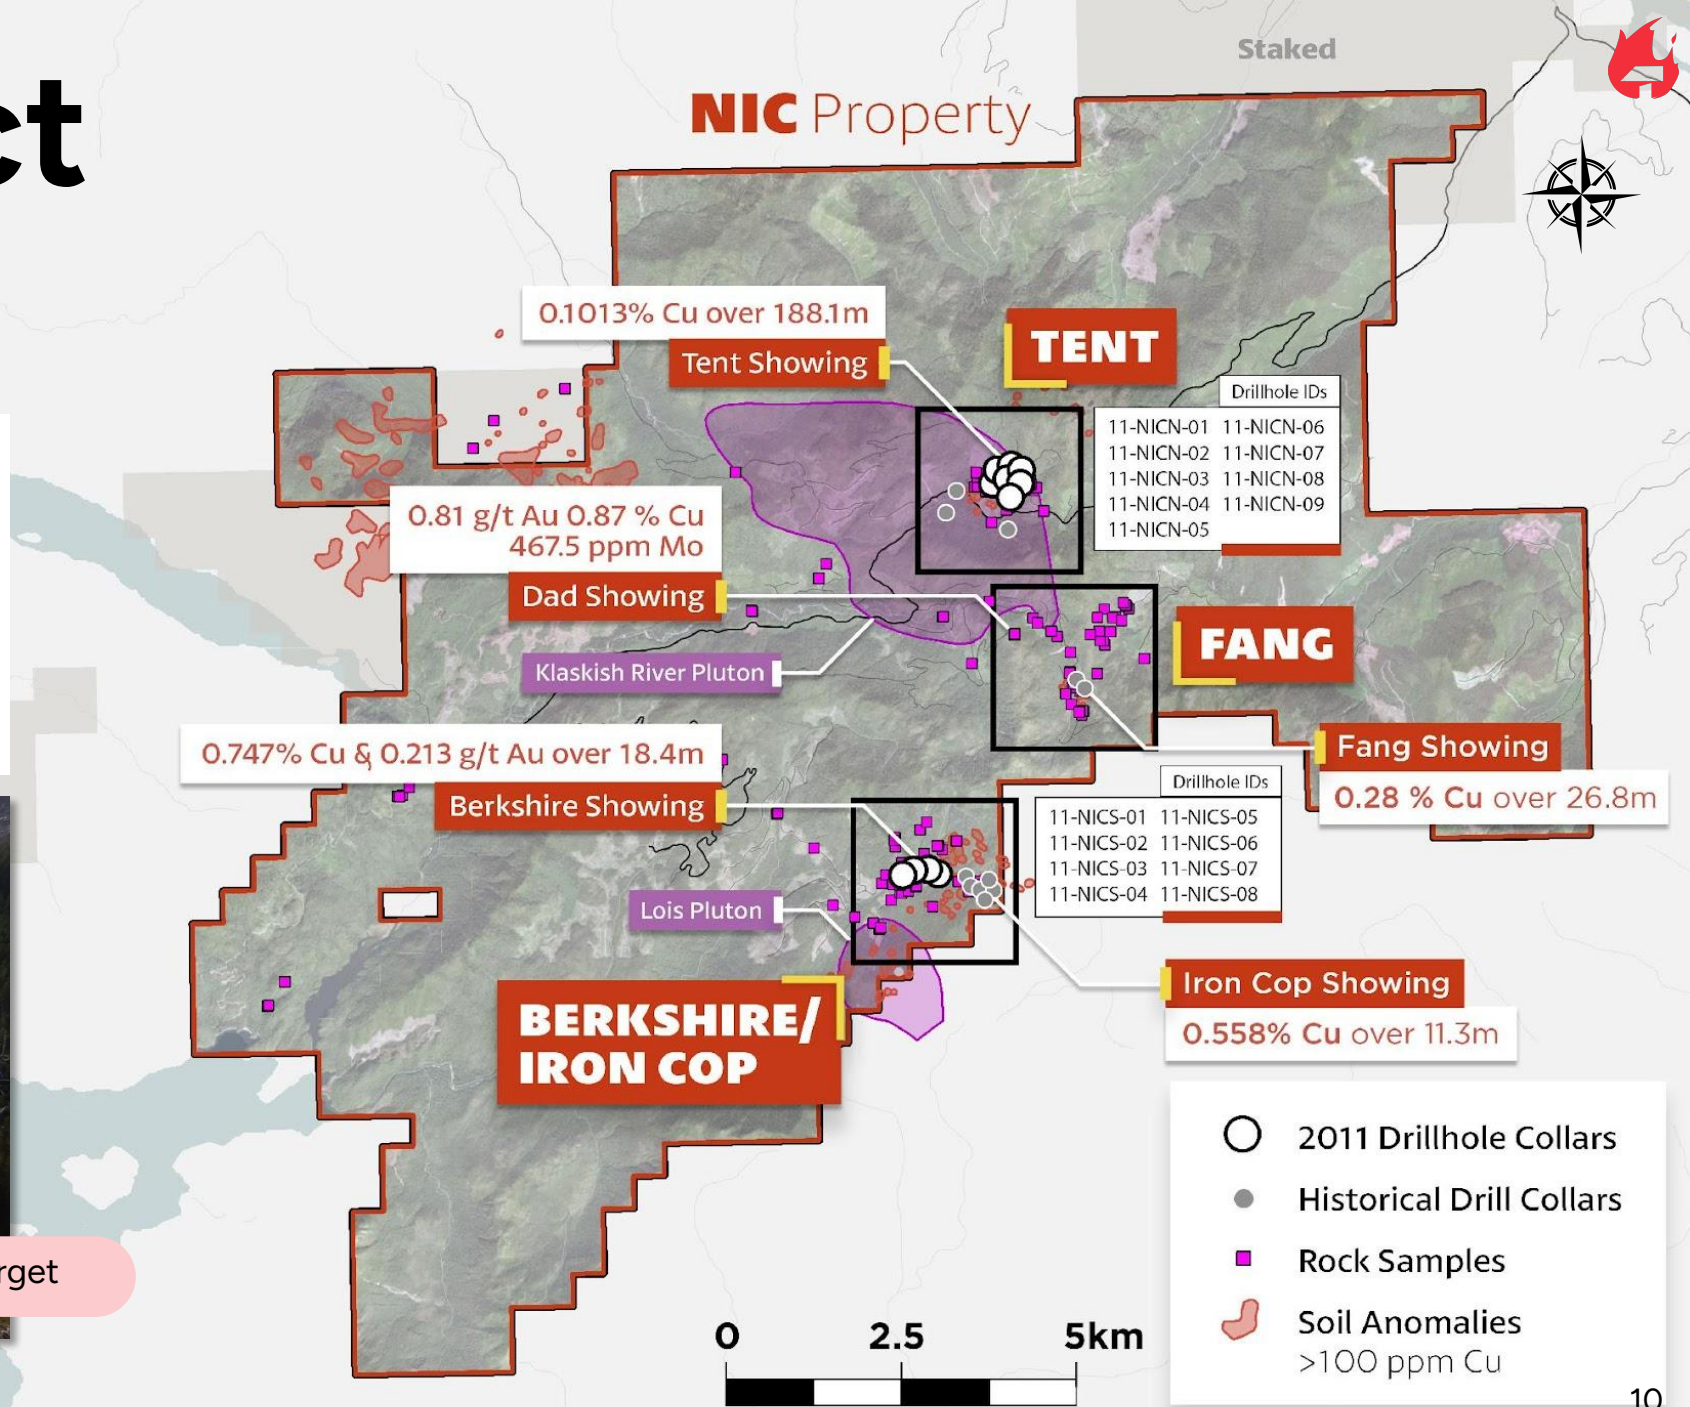 ct
Staked
NIC Property
0.1013% Cu over 188.1m
Tent Showing
TENT
Drillhole IDs
11-NICN-01 11-NICN-06
11-NICN-02 11-NICN-07
11-NICN-03 11-NICN-08
11-NICN-04 11-NICN-09
11-NICN-05
0.81 g/t Au 0.87 % Cu
467.5 ppm Mo
Dad Showing
Klaskish River Pluton
FANG
Fang Showing
0.28 % Cu over 26.8m
0.747% Cu & 0.213 g/t Au over 18.4m
Berkshire Showing
Drillhole IDs
11-NICS-01 11-NICS-05
11-NICS-02 11-NICS-06
11-NICS-03 11-NICS-07
11-NICS-04 11-NICS-08
Lois Pluton
BERKSHIRE/
IRON COP
Iron Cop Showing
0.558% Cu over 11.3m
2011 Drillhole Collars
Historical Drill Collars
Rock Samples
Soil Anomalies
>100 ppm Cu
rget
0 2.5 5km
10